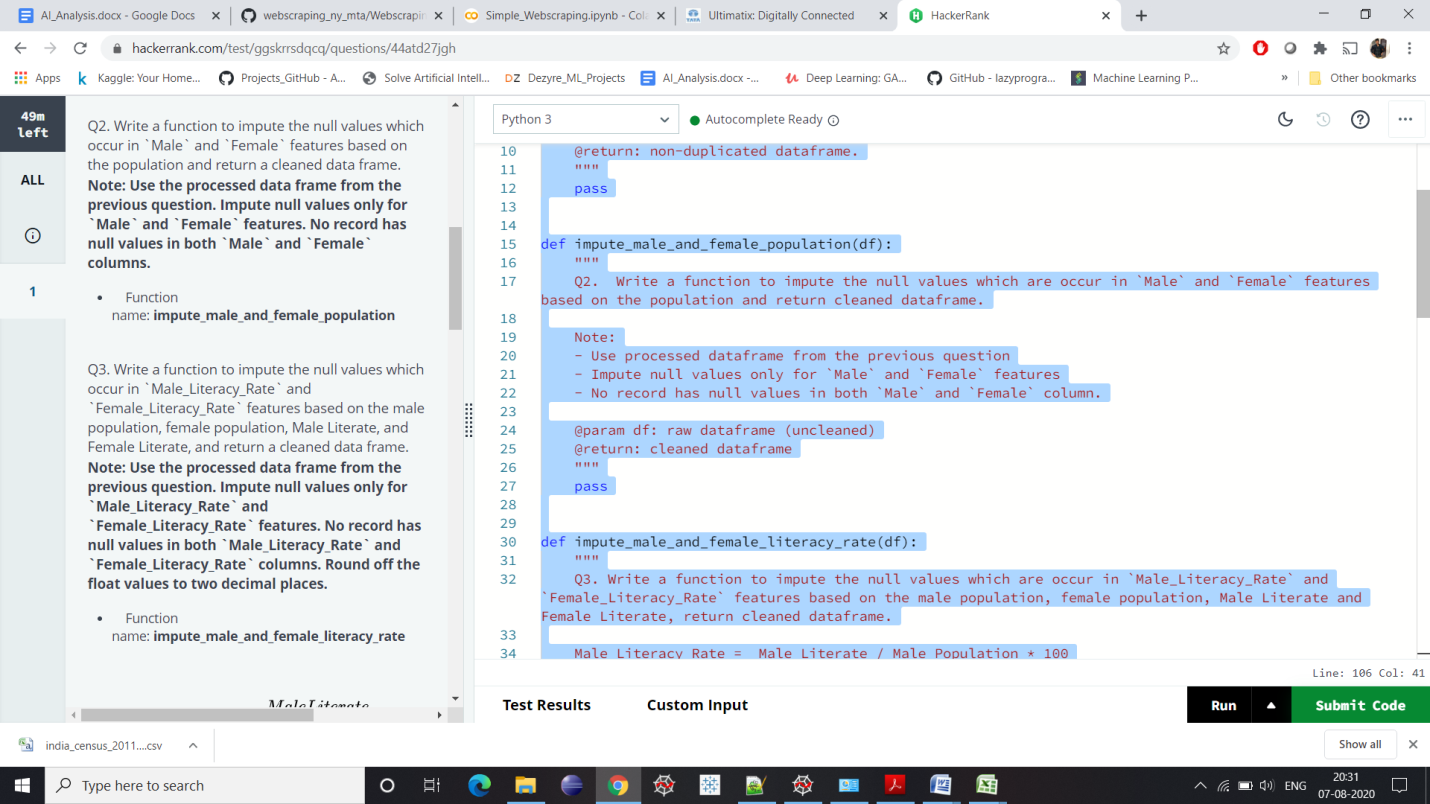 AI_Analysis.docx - Google Docs
webscraping_ny_mta/Webscrapin
Simple_Webscraping.ipynb - Cola
Ultimatix: Digitally Connected
HackerRank
hackerrank.com/test/ggskrrsdqcq/questions/44atd27jgh
Apps
Kaggle: Your Home...
Projects_GitHub - A...
Solve Artificial Intell...
DZ Dezyre_ML_Projects
AI_Analysis.docx -...
Deep Learning: GA...
GitHub - lazyprogra...
Machine Learning P...
»
Other bookmarks
49m
left
ALL
1
Q2. Write a function to impute the null values which
occur in `Male` and `Female` features based on
the population and return a cleaned data frame.
Note: Use the processed data frame from the
previous question. Impute null values only for
`Male` and `Female` features. No record has
null values in both `Male` and `Female`
columns.
• Function
name: impute_male_and_female_population
Q3. Write a function to impute the null values which
occur in `Male_Literacy_Rate` and
`Female_Literacy_Rate` features based on the male
population, female population, Male Literate, and
Female Literate, and return a cleaned data frame.
Note: Use the processed data frame from the
previous question. Impute null values only for
`Male_Literacy_Rate` and
`Female_Literacy_Rate` features. No record has
null values in both `Male_Literacy_Rate` and
`Female_Literacy_Rate` columns. Round off the
float values to two decimal places.
• Function
name: impute_male_and_female_literacy_rate
MaleLiterate
Python 3
Autocomplete Ready
10 @return: non-duplicated dataframe.
11 """
12 pass
13
14
15 def impute_male_and_female_population(df):
16 """
17 Q2. Write a function to impute the null values which are occur in `Male` and `Female` features
based on the population and return cleaned dataframe.
18
19 Note:
20 - Use processed dataframe from the previous question
21 - Impute null values only for `Male` and `Female` features
22 - No record has null values in both `Male` and `Female` column.
23
24 @param df: raw dataframe (uncleaned)
25 @return: cleaned dataframe
26 """
27 pass
28
29
30 def impute_male_and_female_literacy_rate(df):
31 """
32 Q3. Write a function to impute the null values which are occur in `Male_Literacy_Rate` and
`Female_Literacy_Rate` features based on the male population, female population, Male Literate and
Female Literate, return cleaned dataframe.
33
34 Male Literacy Rate = Male Literate / Male Population * 100
Line: 106 Col: 41
Test Results
Custom Input
Run
Submit Code
india_census_2011....csv
Show all
Type here to search
ENG
20:31
07-08-2020